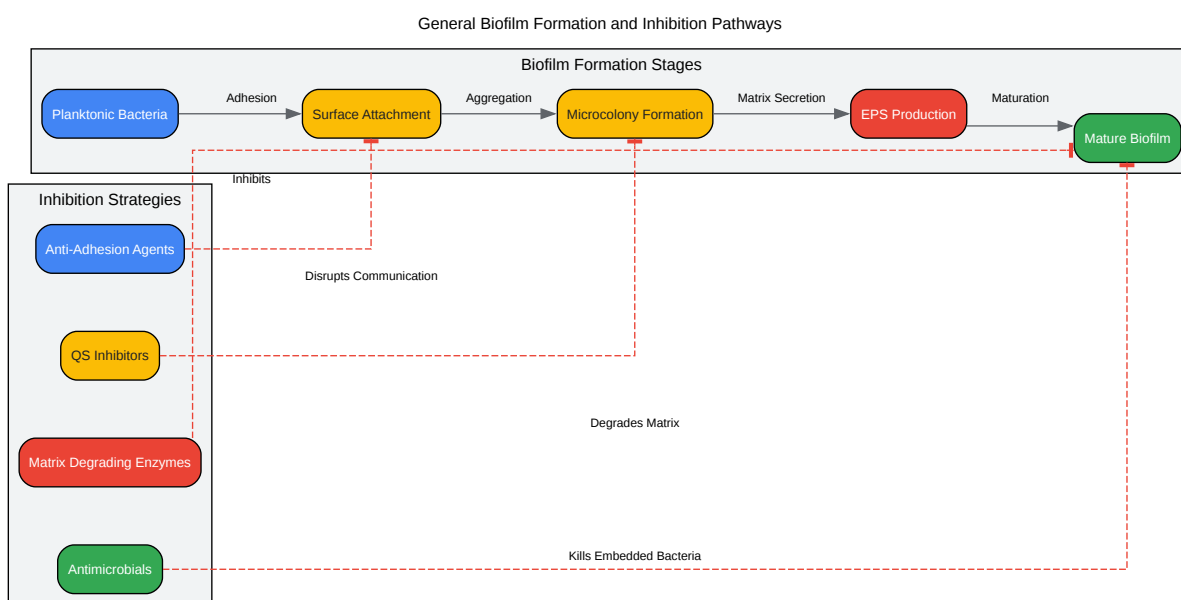 General Biofilm Formation and Inhibition Pathways
Biofilm Formation Stages
Planktonic Bacteria
Adhesion
Surface Attachment
Aggregation
Microcolony Formation
Matrix Secretion
EPS Production
Maturation
Mature Biofilm
Inhibits
Inhibition Strategies
Anti-Adhesion Agents
Disrupts Communication
QS Inhibitors
Degrades Matrix
Matrix Degrading Enzymes
Kills Embedded Bacteria
Antimicrobials